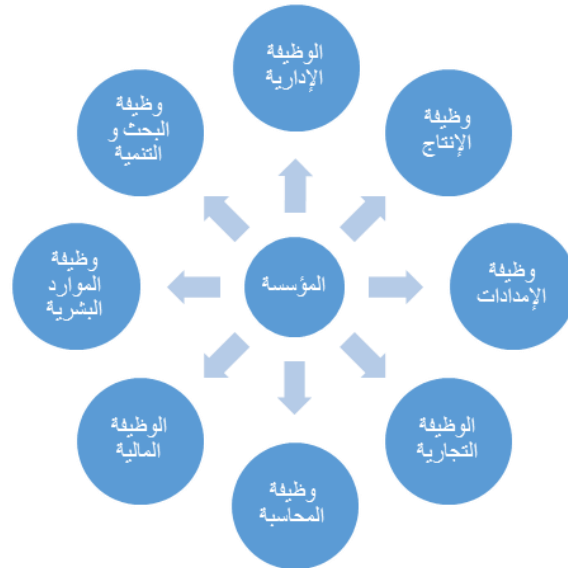 الوظيفة
الإدارية
وظيفة
الإنتاج
وظيفة
الإمدادات
الوظيفة
التجارية
وظيفة
المحاسبة
الوظيفة
المالية
وظيفة
الموارد
البشرية
وظيفة
البحث و
التنمية
المؤسسة